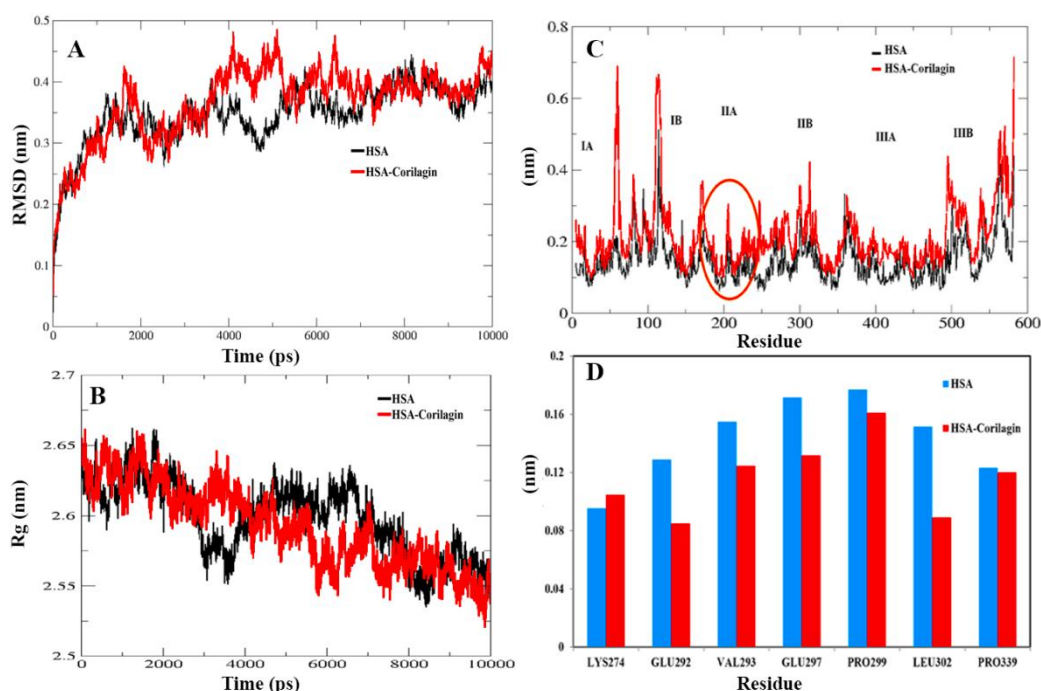 A
RMSD (nm)
0.5
0.4
0.3
0.2
0.1
0
HSA
HSA-Corilagin
0 2000 4000 6000 8000 10000
Time (ps)
B
Rg (nm)
2.7
2.65
2.6
2.55
2.5
HSA
HSA-Corilagin
0 2000 4000 6000 8000 10000
Time (ps)
C
(nm)
0.8
0.6
0.4
0.2
0
HSA
HSA-Corilagin
IA IB IIA IIB IIIA IIIB
0 100 200 300 400 500 600
Residue
D
(nm)
0.2
0.16
0.12
0.08
0.04
0
HSA
HSA-Corilagin
LYS274 GLU292 VAL293 GLU297 PRO299 LEU302 PRO339
Residue